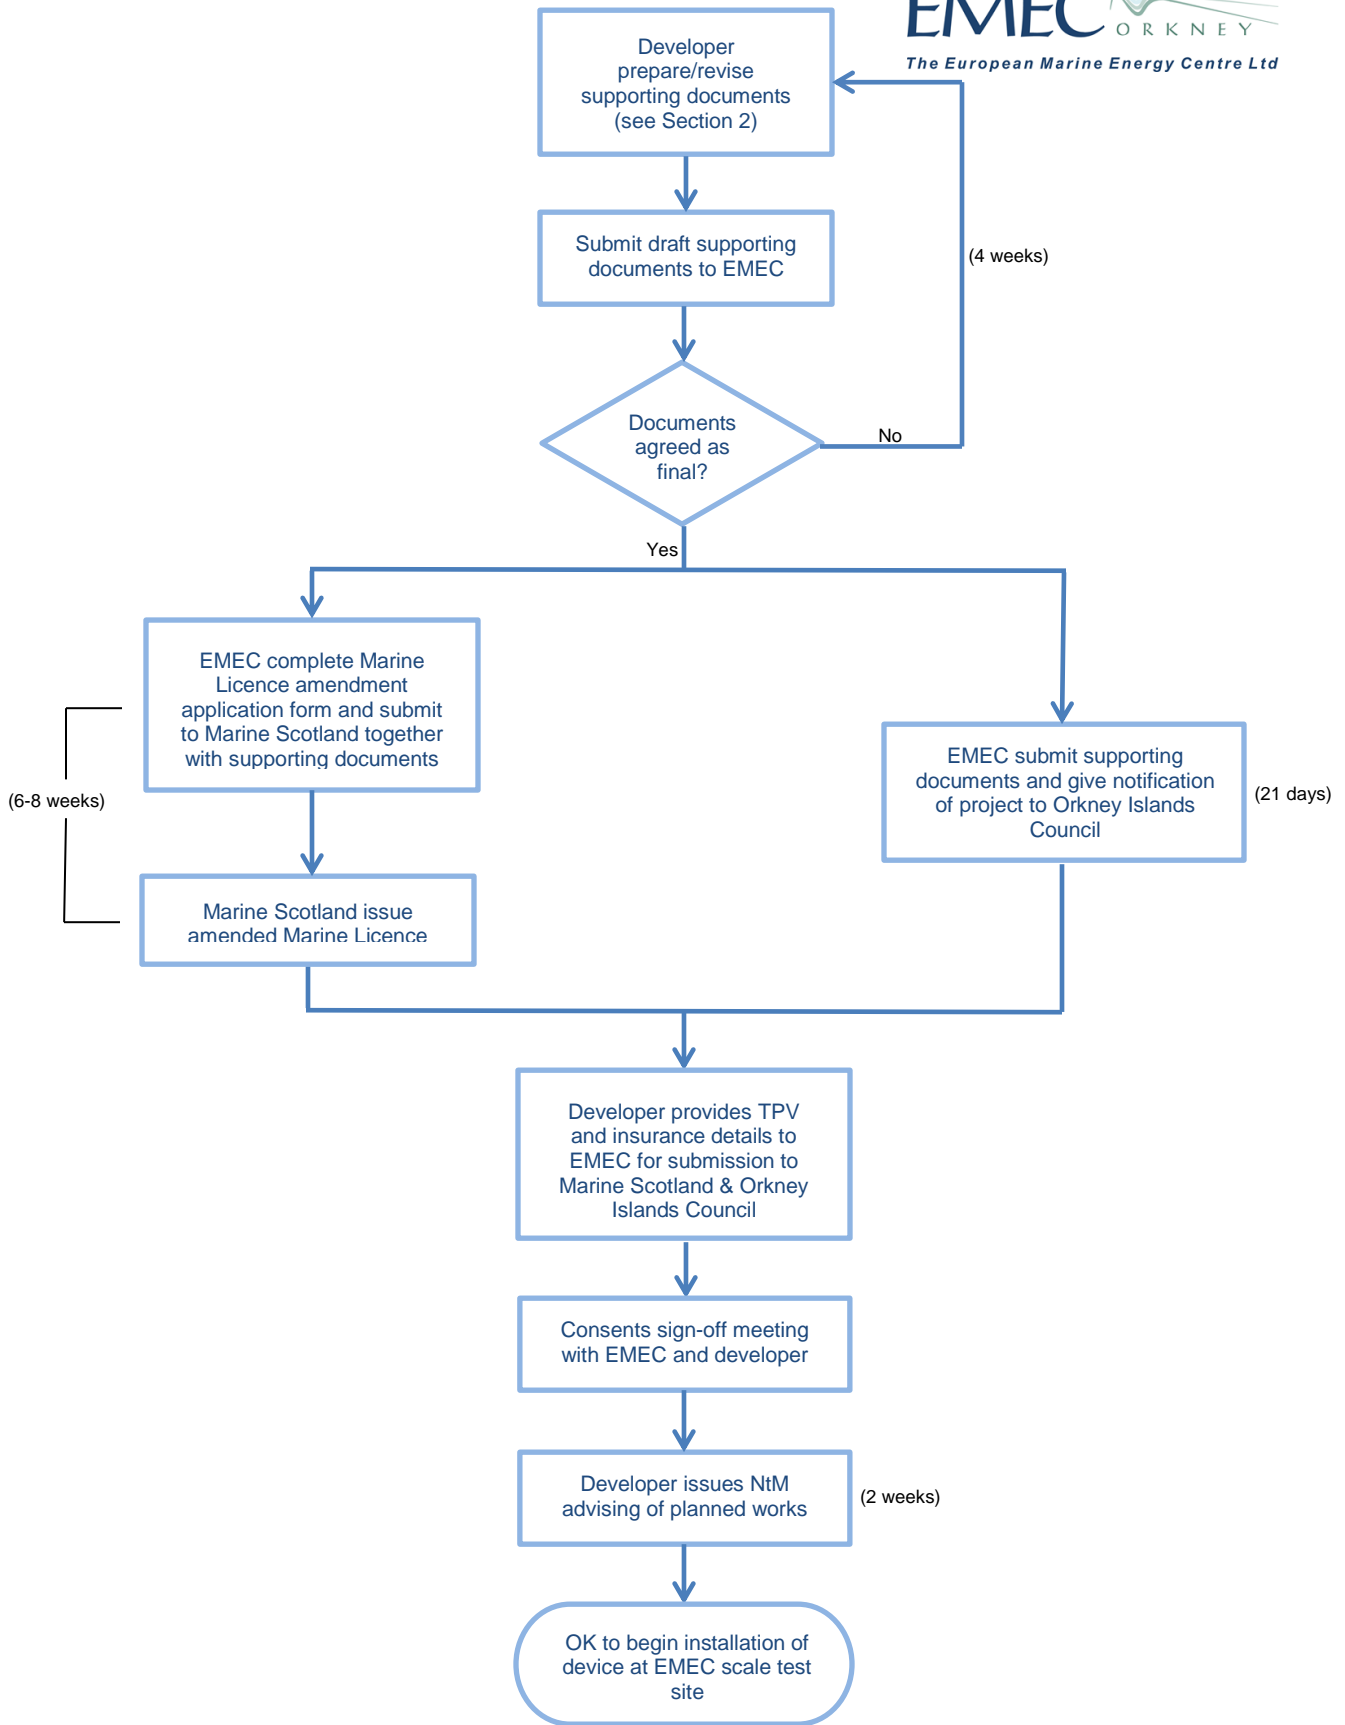 EMEC
ORKNEY
The European Marine Energy Centre Ltd
Developer
prepare/revise
supporting documents
(see Section 2)
Submit draft supporting
documents to EMEC
(4 weeks)
Documents
agreed as
final?
No
Yes
EMEC complete Marine
Licence amendment
application form and submit
to Marine Scotland together
with supporting documents
(6-8 weeks)
EMEC submit supporting
documents and give notification
of project to Orkney Islands
Council
(21 days)
Marine Scotland issue
amended Marine Licence
Developer provides TPV
and insurance details to
EMEC for submission to
Marine Scotland & Orkney
Islands Council
Consents sign-off meeting
with EMEC and developer
Developer issues NtM
advising of planned works
(2 weeks)
OK to begin installation of
device at EMEC scale test
site